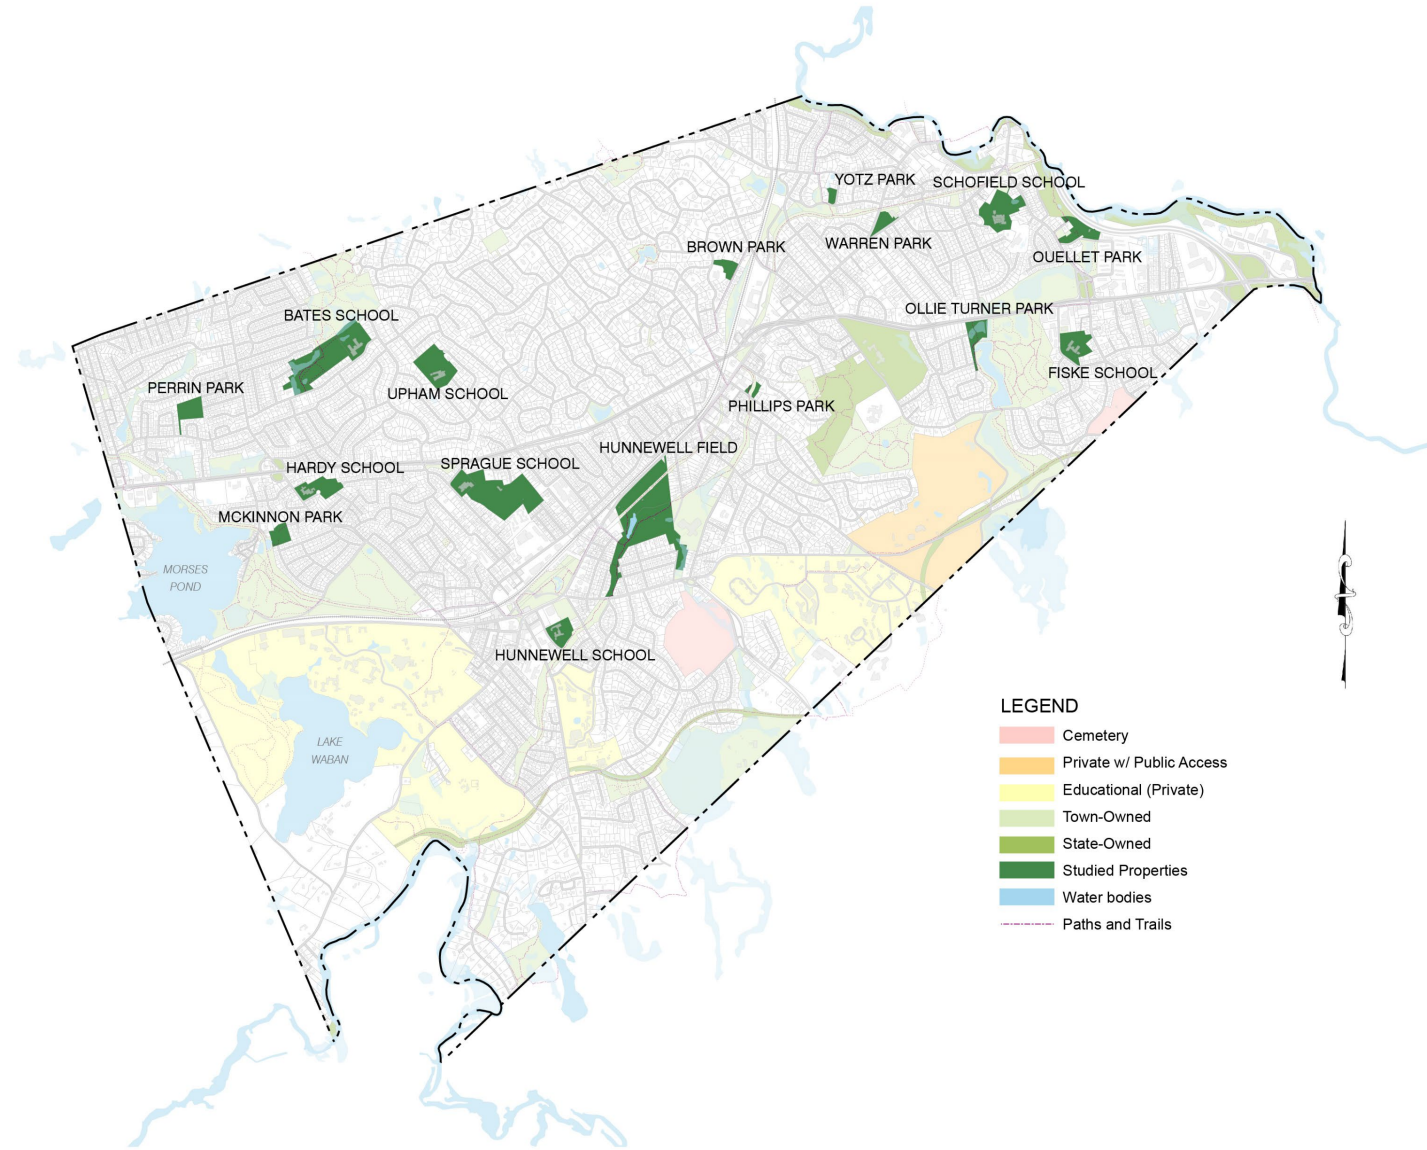 YOTZ PARK
SCHOFIELD SCHOOL
WARREN PARK
BROWN PARK
OUELLET PARK
BATES SCHOOL
OLLIE TURNER PARK
PERRIN PARK
UPHAM SCHOOL
FISKE SCHOOL
PHILLIPS PARK
HUNNEWELL FIELD
HARDY SCHOOL
SPRAGUE SCHOOL
MCKINNON PARK
MORSES
POND
HUNNEWELL SCHOOL
LAKE
WABAN
LEGEND
Cemetery
Private w/ Public Access
Educational (Private)
Town-Owned
State-Owned
Studied Properties
Water bodies
Paths and Trails